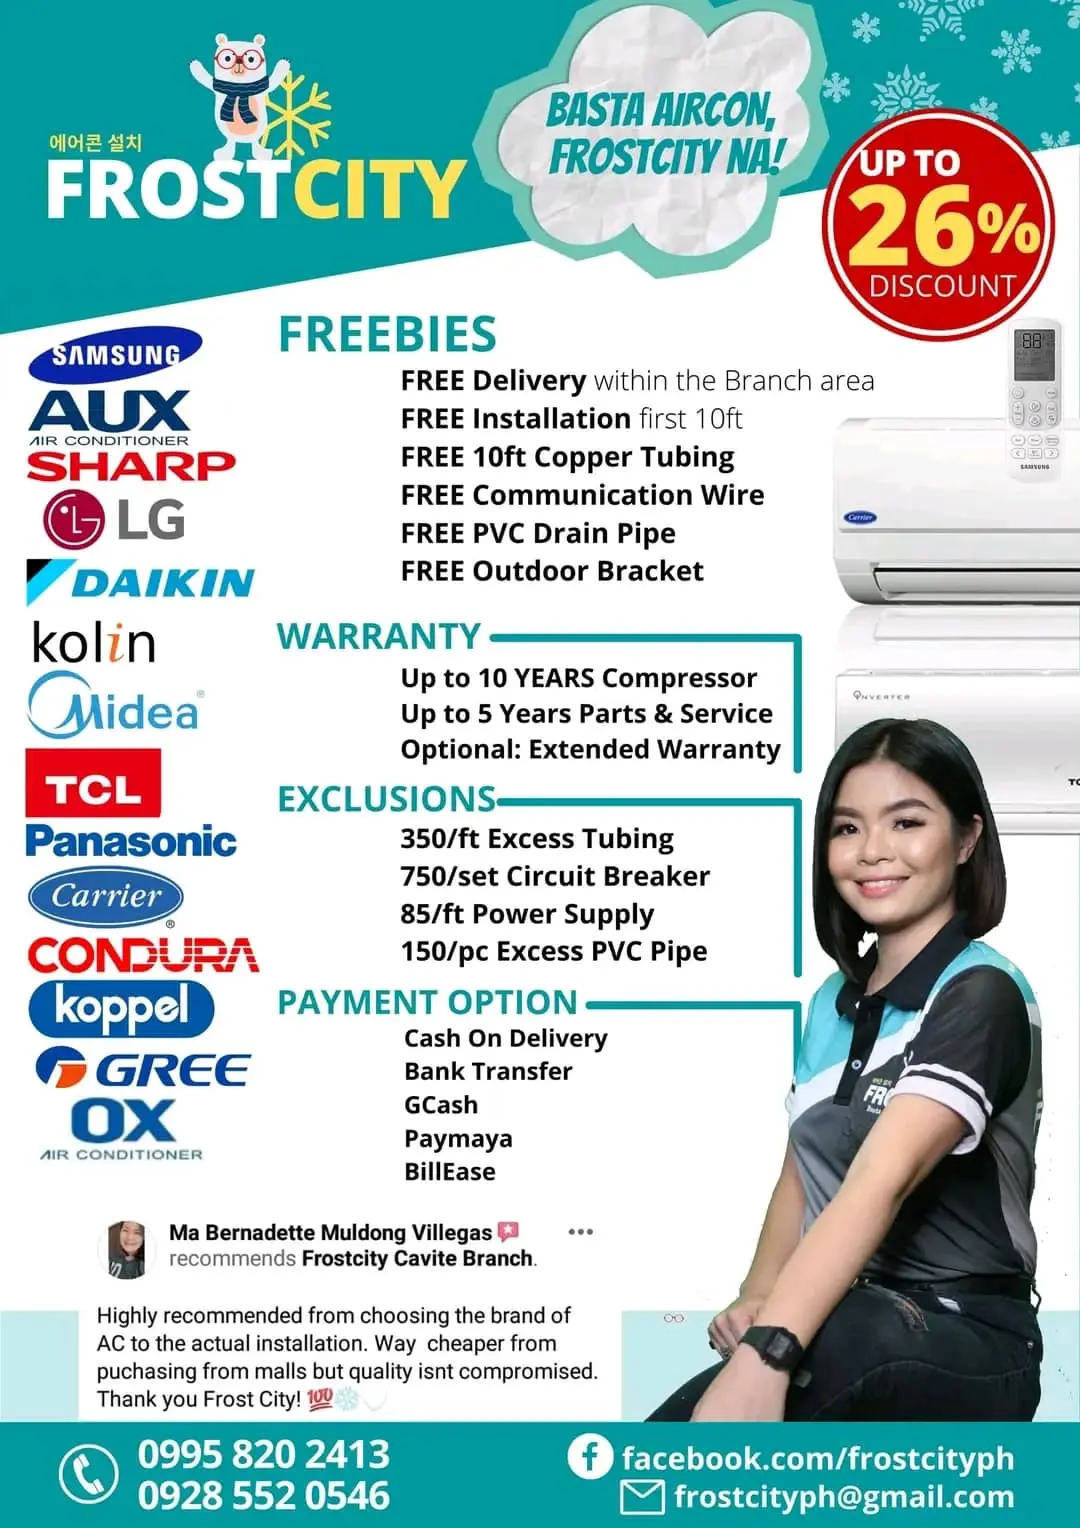 에어콘 설치
FROSTCITY
BASTA AIRCON,
FROSTCITY NA!
UP TO
26%
DISCOUNT
SAMSUNG
AUX
AIR CONDITIONER
SHARP
LG
DAIKIN
kolin
Midea®
TCL
Panasonic
Carrier
®
CONDURA
koppel
GREE
OX
AIR CONDITIONER
FREEBIES
FREE Delivery within the Branch area
FREE Installation first 10ft
FREE 10ft Copper Tubing
FREE Communication Wire
FREE PVC Drain Pipe
FREE Outdoor Bracket
88
SAMSUNG
Carrier
INVERTER
TC
WARRANTY
Up to 10 YEARS Compressor
Up to 5 Years Parts & Service
Optional: Extended Warranty
EXCLUSIONS
350/ft Excess Tubing
750/set Circuit Breaker
85/ft Power Supply
150/pc Excess PVC Pipe
PAYMENT OPTION
Cash On Delivery
Bank Transfer
GCash
Paymaya
BillEase
FR
Ma Bernadette Muldong Villegas
recommends Frostcity Cavite Branch.
Highly recommended from choosing the brand of
AC to the actual installation. Way cheaper from
puchasing from malls but quality isnt compromised.
Thank you Frost City! 💯❄️
0995 820 2413
0928 552 0546
facebook.com/frostcityph
frostcityph@gmail.com